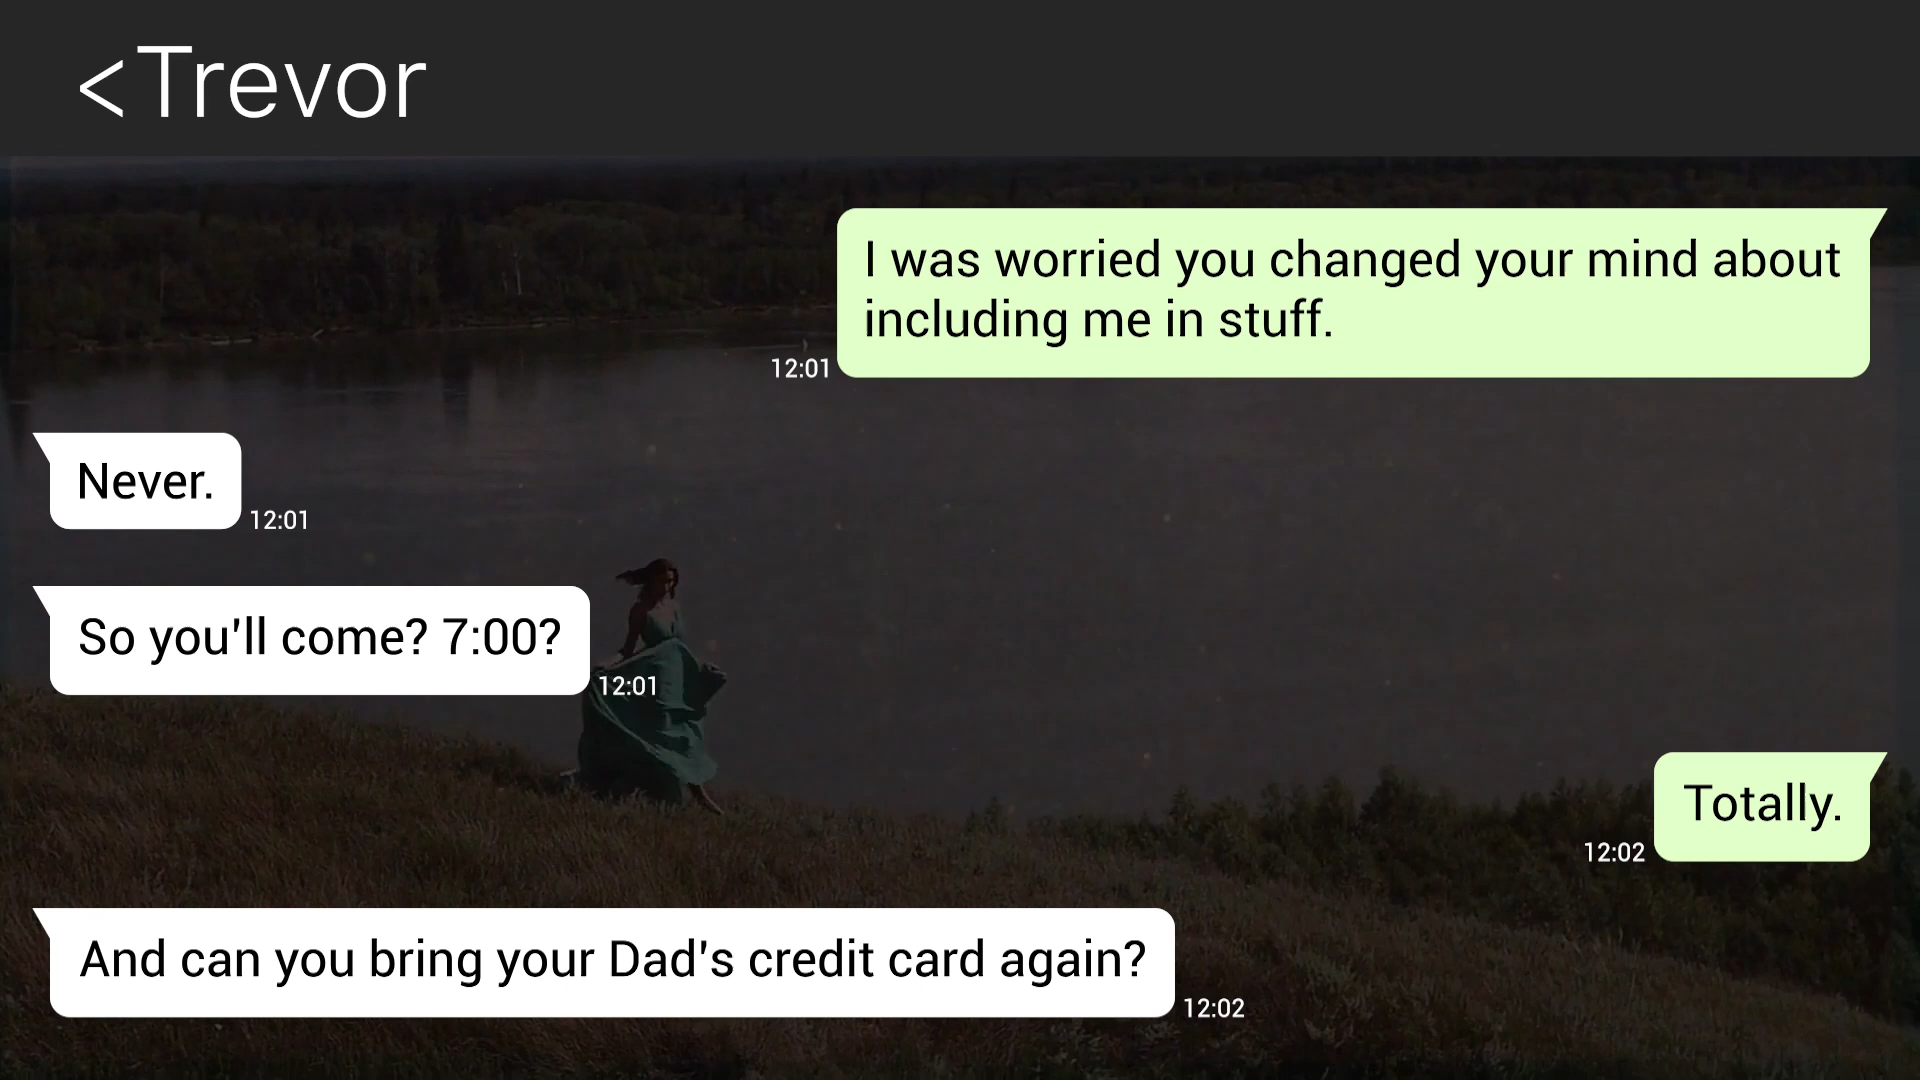 <Trevor
I was worried you changed your mind about
including me in stuff.
12:01
Never.
12:01
So you'll come? 7:00?
12:01
Totally.
12:02
And can you bring your Dad's credit card again?
12:02